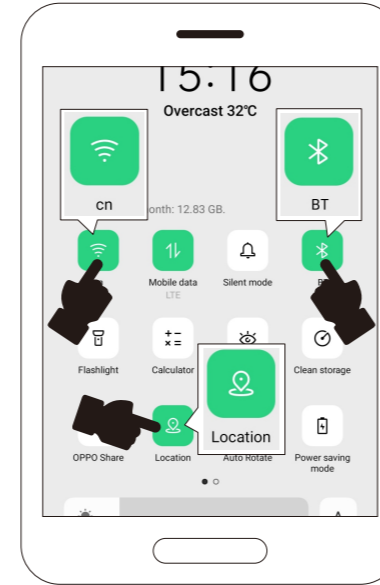 15:16
Overcast 32℃
cn
BT
onth: 12.83 GB.
Mobile data
LTE
Silent mode
Flashlight
Calculator
Clean storage
Location
OPPO Share
Location
Auto Rotate
Power saving
mode
A